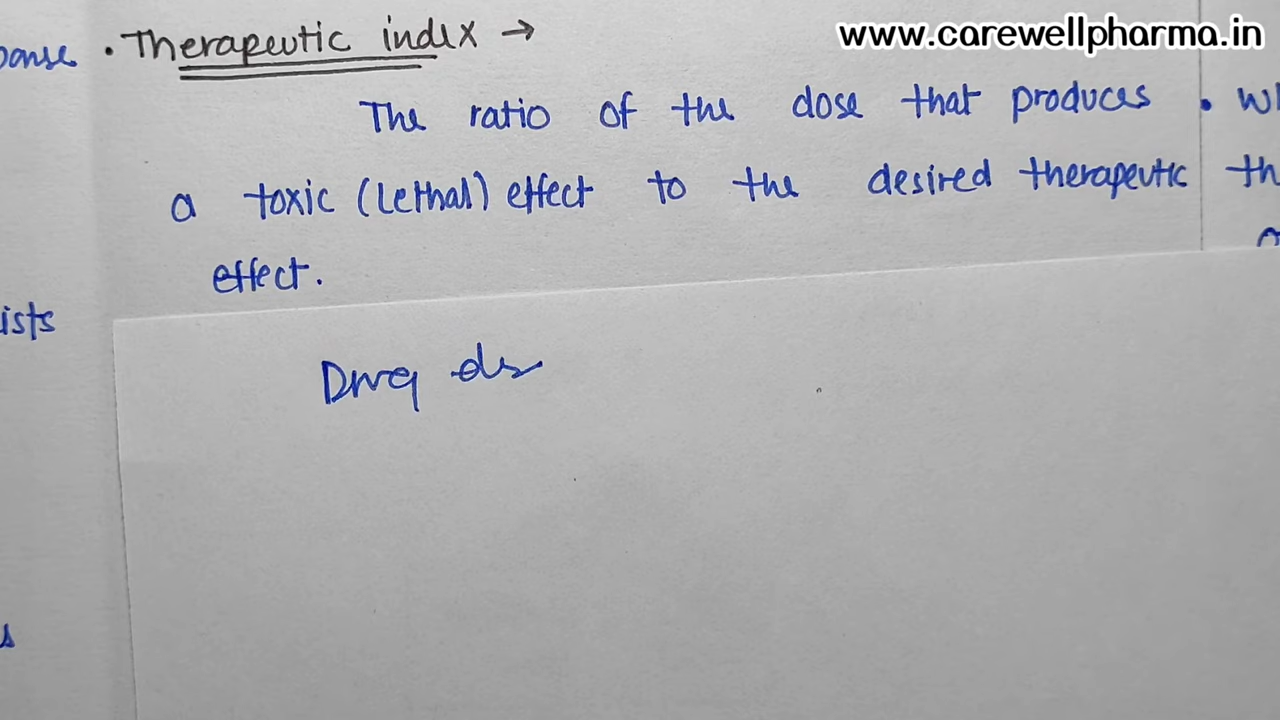 www.carewellpharma.in
• Therapeutic index →
The ratio of the dose that produces
a toxic (Lethal) effect to the desired therapeutic
effect.
ists
Drug